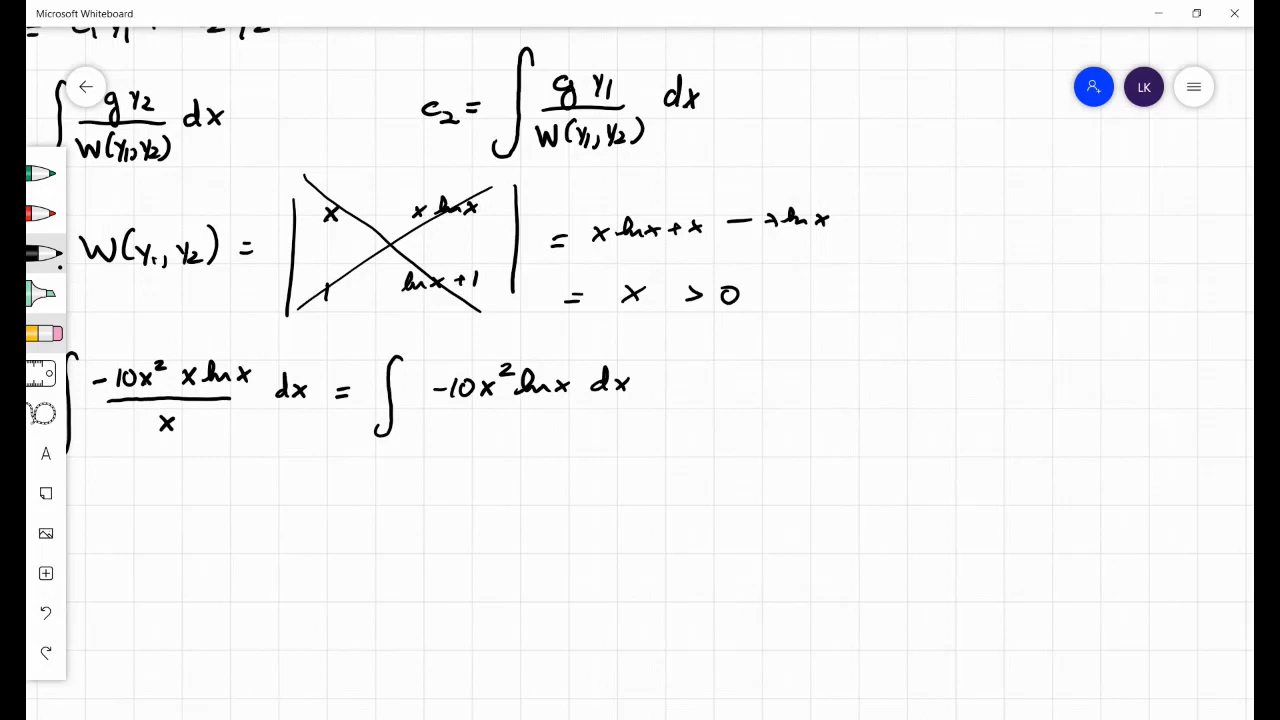 Microsoft Whiteboard
∫ g y₂ / W(y₁, y₂) dx
c₂ = ∫ g y₁ / W(y₁, y₂) dx
LK
W(y₁, y₂) = | x x ln x | = x ln x + x − x ln x
| 1 ln x + 1 | = x > 0
∫ −10x² x ln x / x dx = ∫ −10x² ln x dx
A